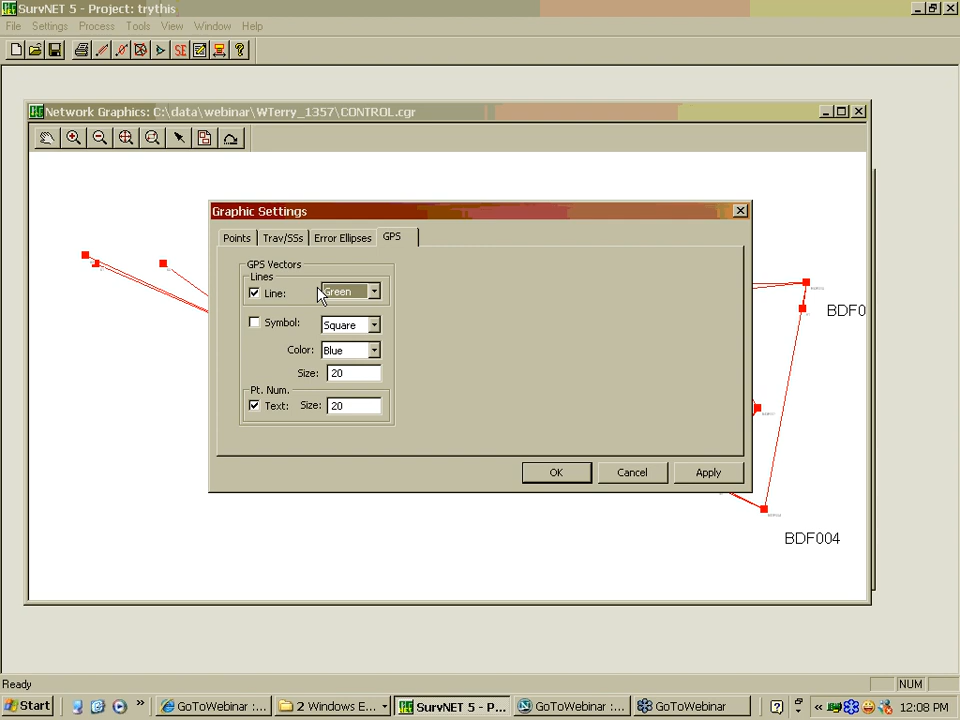 SurvNET 5 - Project: trythis
File Settings Process Tools View Window Help
SE
Network Graphics: C:\data\webinar\WTerry_1357\CONTROL.cgr
Graphic Settings
Points Trav/SSs Error Ellipses GPS
GPS Vectors
Lines
Line: Green
Symbol: Square
Color: Blue
Size: 20
Pt. Num.
Text: Size: 20
OK Cancel Apply
BDF0
BDF004
Ready NUM
Start GoToWebinar :... 2 Windows E... SurvNET 5 - P... GoToWebinar :... GoToWebinar 12:08 PM